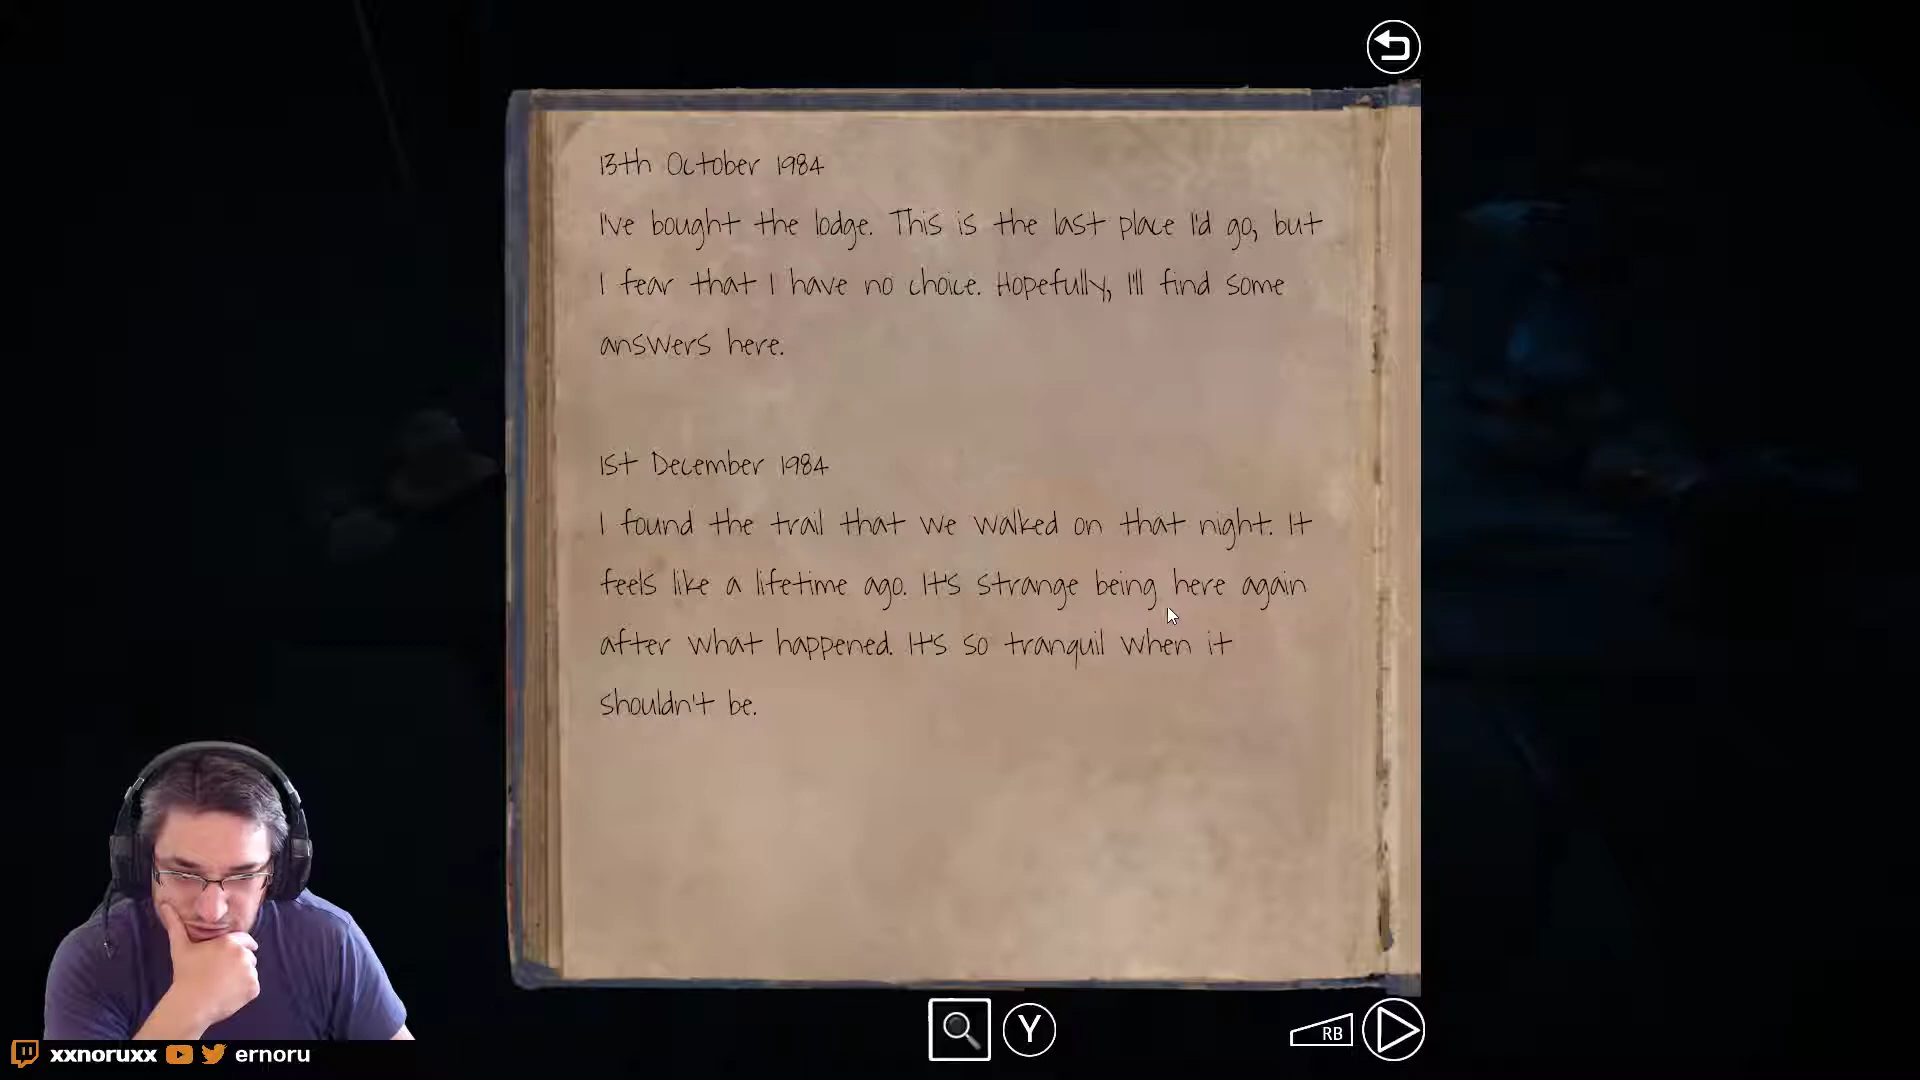 13th October 1984
I've bought the lodge. This is the last place I'd go, but
I fear that I have no choice. Hopefully, I'll find some
answers here.
1st December 1984
I found the trail that we walked on that night. It
feels like a lifetime ago. It's strange being here again
after what happened. It's so tranquil when it
shouldn't be.
Y
RB
xxnoruxx ernoru